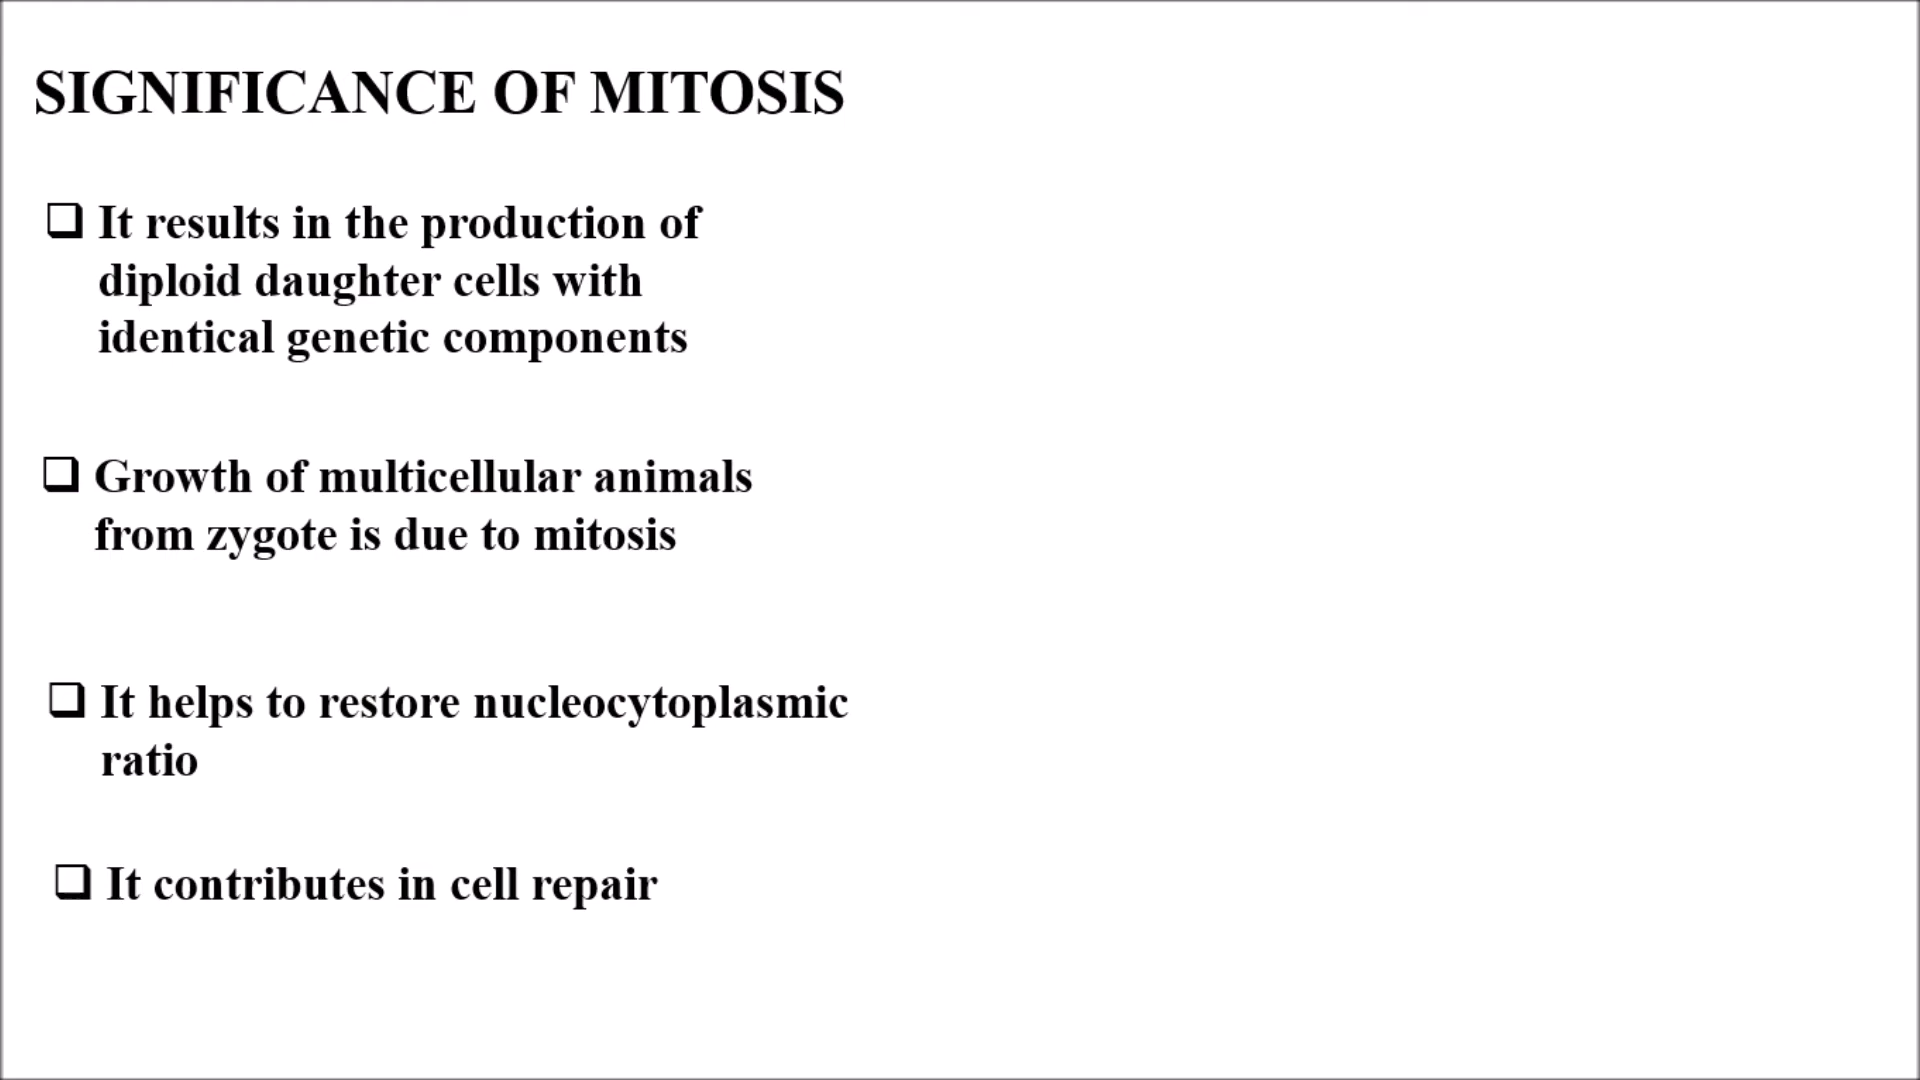 SIGNIFICANCE OF MITOSIS
❑ It results in the production of
diploid daughter cells with
identical genetic components
❑ Growth of multicellular animals
from zygote is due to mitosis
❑ It helps to restore nucleocytoplasmic
ratio
❑ It contributes in cell repair